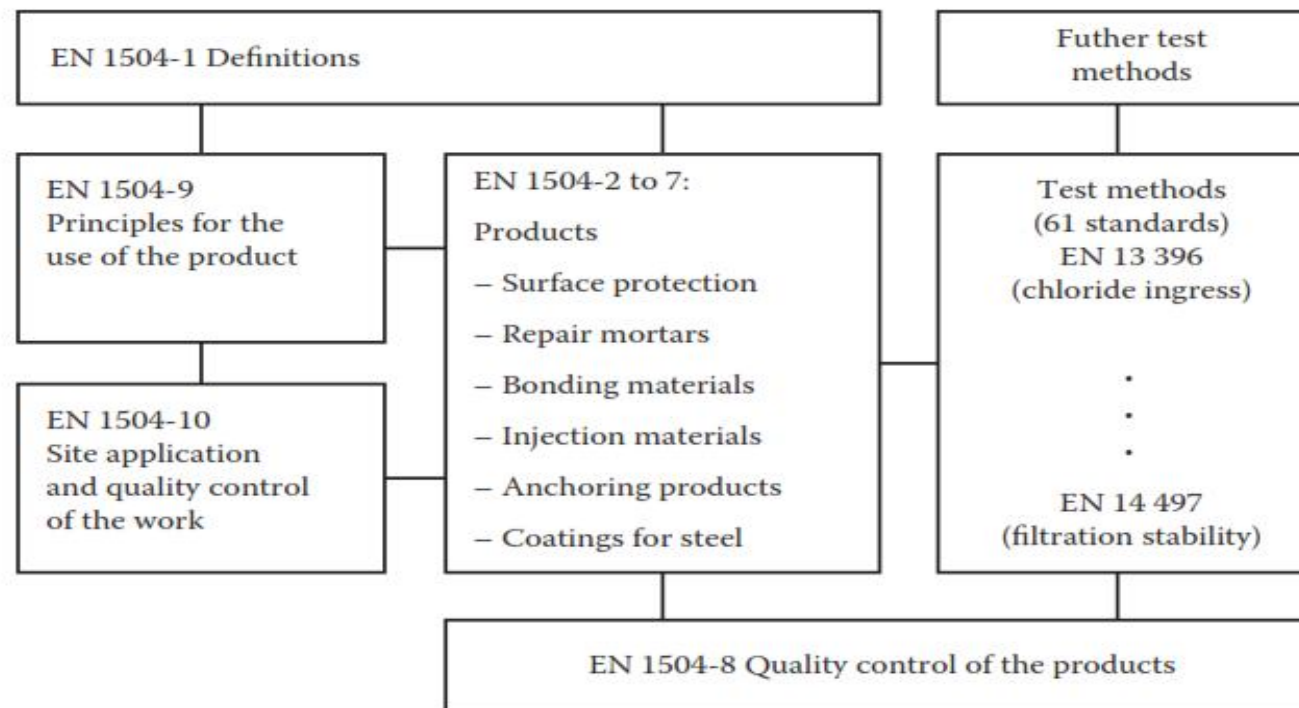 EN 1504-1 Definitions
Futher test
methods
EN 1504-9
Principles for the
use of the product
EN 1504-2 to 7:
Products
– Surface protection
– Repair mortars
– Bonding materials
– Injection materials
– Anchoring products
– Coatings for steel
Test methods
(61 standards)
EN 13 396
(chloride ingress)
.
.
.
EN 14 497
(filtration stability)
EN 1504-10
Site application
and quality control
of the work
EN 1504-8 Quality control of the products